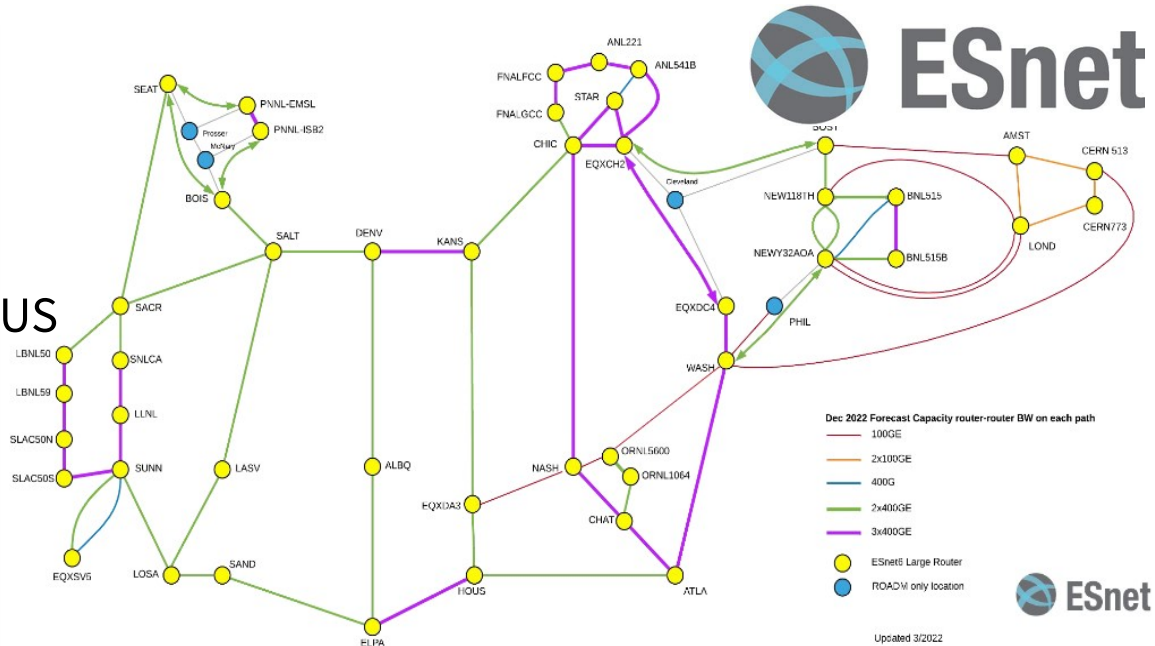 ESnet
ANL221
ANL541B
FNALFCC
STAR
FNALGCC
CHIC
EQXCH2
SEAT
PNNL-EMSL
Prosser
PNNL-ISB2
McNary
BOIS
Cleveland
BOST
AMST
CERN 513
NEW118TH
BNL515
CERN773
LOND
NEWY32AOA
BNL515B
SALT
DENV
KANS
US
SACR
EQXDC4
PHIL
LBNL50
SNLCA
WASH
LBNL59
LLNL
SLAC50N
SLAC50S
SUNN
LASV
ALBQ
EQXDA3
NASH
ORNL5600
ORNL1064
CHAT
EQXSV5
LOSA
SAND
HOUS
ATLA
ELPA
Dec 2022 Forecast Capacity router-router BW on each path
100GE
2x100GE
400G
2x400GE
3x400GE
ESnet6 Large Router
ROADM only location
ESnet
Updated 3/2022